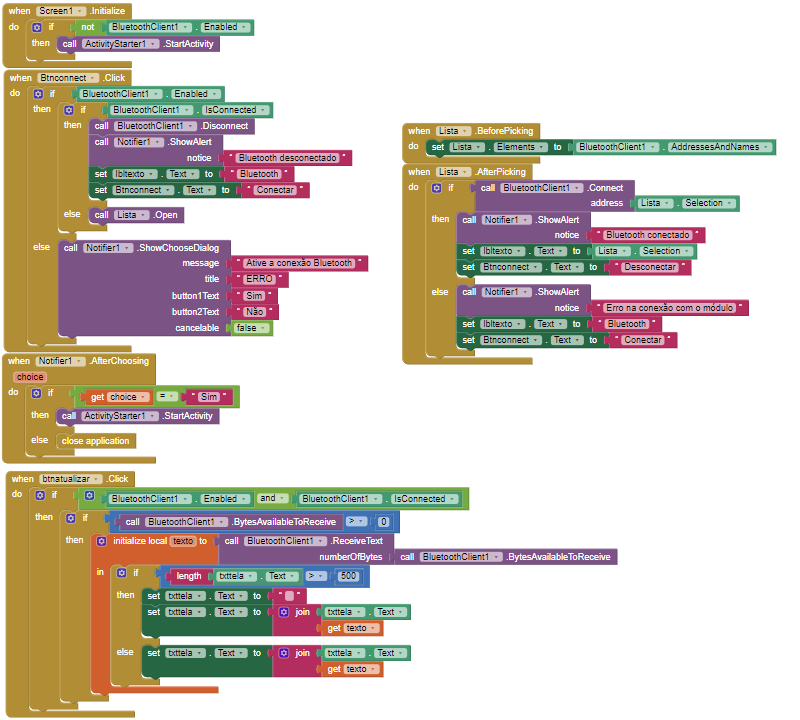 when Screen1 .Initialize
do if not BluetoothClient1 . Enabled
then call ActivityStarter1 .StartActivity
when Btnconnect .Click
do if BluetoothClient1 . Enabled
then if BluetoothClient1 . IsConnected
then call BluetoothClient1 .Disconnect
call Notifier1 .ShowAlert
notice " Bluetooth desconectado "
set lbltexto . Text to " Bluetooth "
set Btnconnect . Text to " Conectar "
else call Lista .Open
else call Notifier1 .ShowChooseDialog
message " Ative a conexão Bluetooth "
title " ERRO "
button1Text " Sim "
button2Text " Não "
cancelable false
when Notifier1 .AfterChoosing
choice
do if get choice = " Sim "
then call ActivityStarter1 .StartActivity
else close application
when Lista .BeforePicking
do set Lista . Elements to BluetoothClient1 . AddressesAndNames
when Lista .AfterPicking
do if call BluetoothClient1 .Connect
address Lista . Selection
then call Notifier1 .ShowAlert
notice " Bluetooth conectado "
set lbltexto . Text to Lista . Selection
set Btnconnect . Text to " Desconectar "
else call Notifier1 .ShowAlert
notice " Erro na conexão com o módulo "
set lbltexto . Text to " Bluetooth "
set Btnconnect . Text to " Conectar "
when btnatualizar .Click
do if BluetoothClient1 . Enabled and BluetoothClient1 . IsConnected
then if call BluetoothClient1 .BytesAvailableToReceive > 0
then initialize local texto to call BluetoothClient1 .ReceiveText
numberOfBytes call BluetoothClient1 .BytesAvailableToReceive
in if length txttela . Text > 500
then set txttela . Text to " "
set txttela . Text to join txttela . Text
get texto
else set txttela . Text to join txttela . Text
get texto